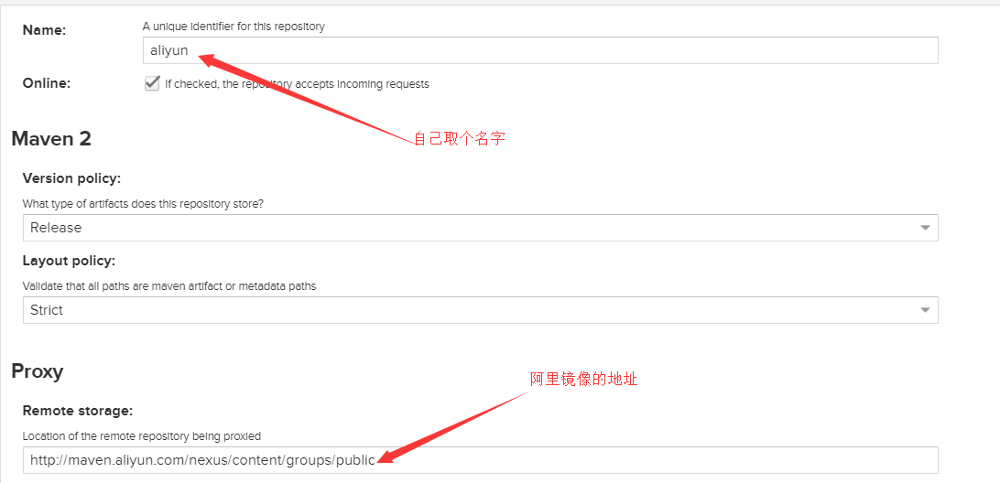 Name:
A unique identifier for this repository
aliyun
Online:
If checked, the repository accepts incoming requests
自己取个名字
Maven 2
Version policy:
What type of artifacts does this repository store?
Release
Layout policy:
Validate that all paths are maven artifact or metadata paths
Strict
Proxy
阿里镜像的地址
Remote storage:
Location of the remote repository being proxied
http://maven.aliyun.com/nexus/content/groups/public